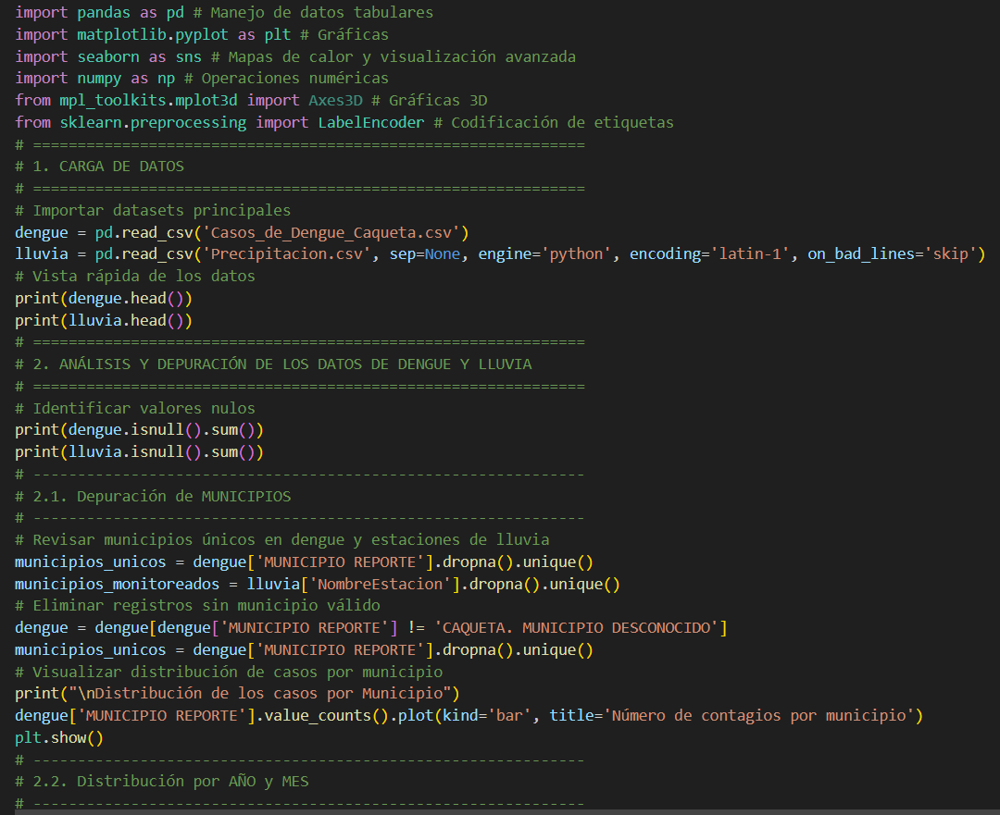 import pandas as pd # Manejo de datos tabulares
import matplotlib.pyplot as plt # Gráficas
import seaborn as sns # Mapas de calor y visualización avanzada
import numpy as np # Operaciones numéricas
from mpl_toolkits.mplot3d import Axes3D # Gráficas 3D
from sklearn.preprocessing import LabelEncoder # Codificación de etiquetas
# ==============================================================
# 1. CARGA DE DATOS
# ==============================================================
# Importar datasets principales
dengue = pd.read_csv('Casos_de_Dengue_Caqueta.csv')
lluvia = pd.read_csv('Precipitacion.csv', sep=None, engine='python', encoding='latin-1', on_bad_lines='skip')
# Vista rápida de los datos
print(dengue.head())
print(lluvia.head())
# ==============================================================
# 2. ANÁLISIS Y DEPURACIÓN DE LOS DATOS DE DENGUE Y LLUVIA
# ==============================================================
# Identificar valores nulos
print(dengue.isnull().sum())
print(lluvia.isnull().sum())
# --------------------------------------------------------------
# 2.1. Depuración de MUNICIPIOS
# --------------------------------------------------------------
# Revisar municipios únicos en dengue y estaciones de lluvia
municipios_unicos = dengue['MUNICIPIO REPORTE'].dropna().unique()
municipios_monitoreados = lluvia['NombreEstacion'].dropna().unique()
# Eliminar registros sin municipio válido
dengue = dengue[dengue['MUNICIPIO REPORTE'] != 'CAQUETA. MUNICIPIO DESCONOCIDO']
municipios_unicos = dengue['MUNICIPIO REPORTE'].dropna().unique()
# Visualizar distribución de casos por municipio
print("\nDistribución de los casos por Municipio")
dengue['MUNICIPIO REPORTE'].value_counts().plot(kind='bar', title='Número de contagios por municipio')
plt.show()
# --------------------------------------------------------------
# 2.2. Distribución por AÑO y MES
# --------------------------------------------------------------